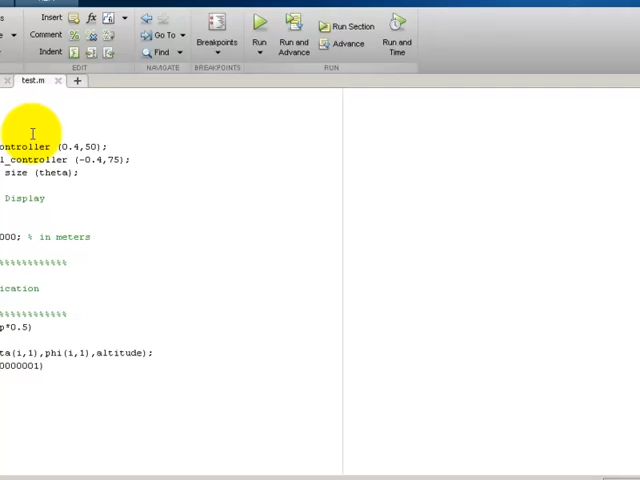 Insert
Comment
Indent
Go To
Find
Breakpoints
Run
Run and
Advance
Run Section
Advance
Run and
Time
EDIT
NAVIGATE
BREAKPOINTS
RUN
test.m
ontroller (0.4,50);
l_controller (-0.4,75);
size (theta);
Display
000; % in meters
%%%%%%%%%%%%
ication
%%%%%%%%%%%%
p*0.5)
ta(i,1),phi(i,1),altitude);
0000001)